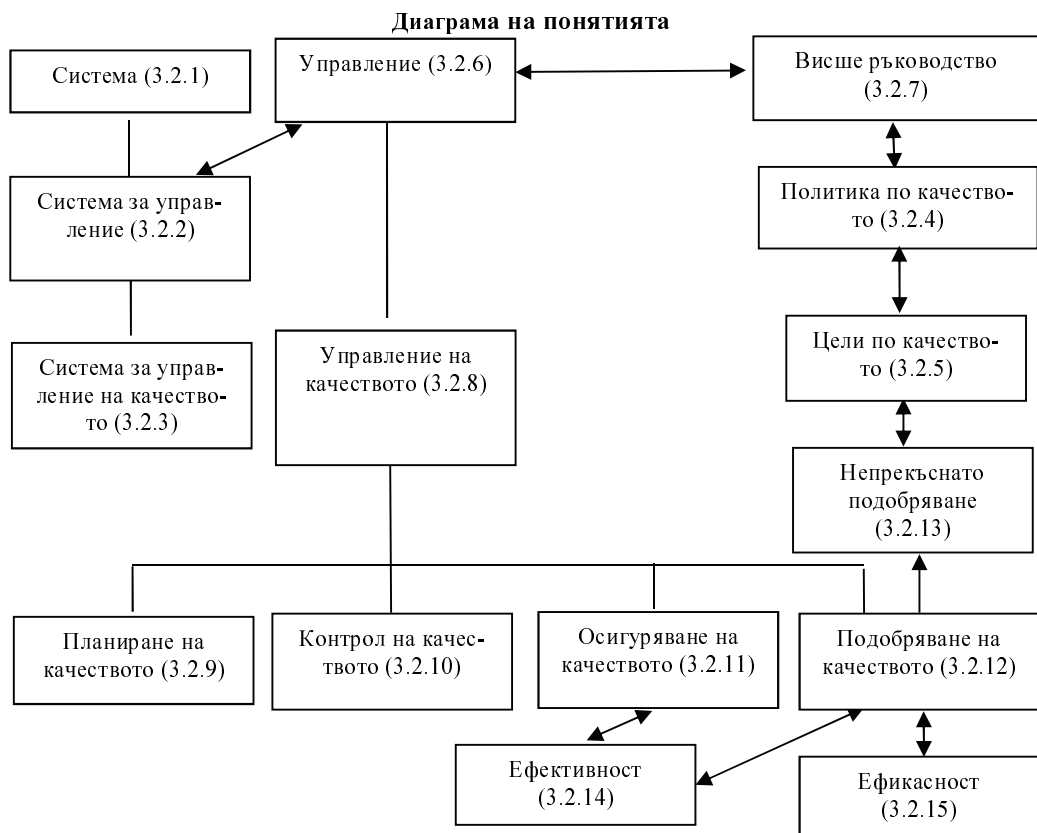 Диаграма на понятията
Система (3.2.1)
Управление (3.2.6)
Висше ръководство
(3.2.7)
Система за управ-
ление (3.2.2)
Политика по качество-
то (3.2.4)
Система за управ-
ление на качество-
то (3.2.3)
Управление на
качеството (3.2.8)
Цели по качество-
то (3.2.5)
Непрекъснато
подобряване
(3.2.13)
Планиране на
качеството (3.2.9)
Контрол на качес-
твото (3.2.10)
Осигуряване на
качеството (3.2.11)
Подобряване на
качеството (3.2.12)
Ефективност
(3.2.14)
Ефикасност
(3.2.15)